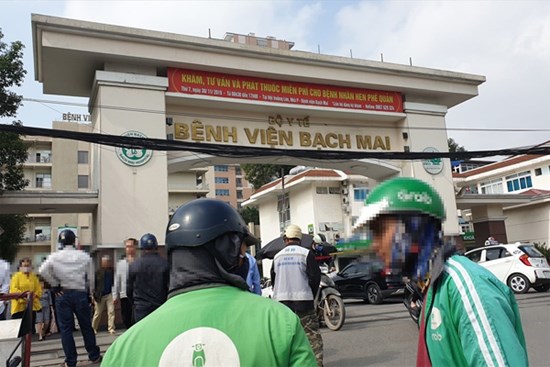 KHÁM, TƯ VẤN VÀ PHÁT THUỐC MIỄN PHÍ CHO BỆNH NHÂN HEN PHẾ QUẢN
BỘ Y TẾ
BỆNH VIỆN BẠCH MAI
BỆNH VIỆN
Grab